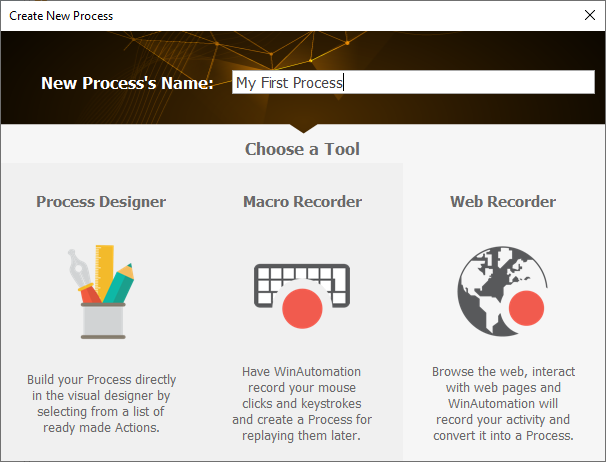 Create New Process
New Process's Name:
My First Process
Choose a Tool
Process Designer
Build your Process directly
in the visual designer by
selecting from a list of
ready made Actions.
Macro Recorder
Have WinAutomation
record your mouse
clicks and keystrokes
and create a Process for
replaying them later.
Web Recorder
Browse the web, interact
with web pages and
WinAutomation will
record your activity and
convert it into a Process.